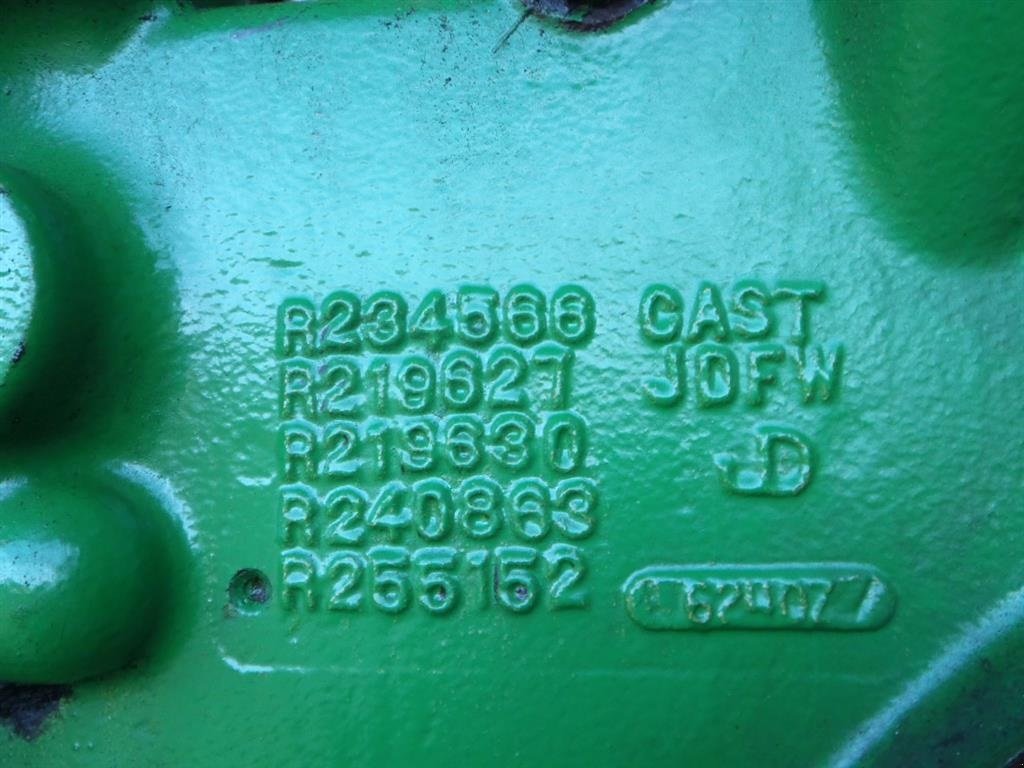 R234566
R219627
R219630
R240863
R255152
CAST
JDFW
JD